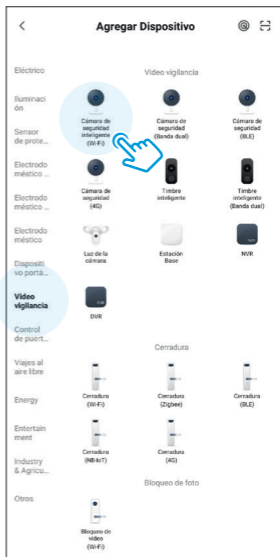 Agregar Dispositivo
Eléctrico
Iluminaci
ón
Sensor
de prote...
Electrodo
méstico ...
Electrodo
méstico ...
Electrodo
méstico
Dispositi
vo portá...
Video
vigilancia
Control
de puert...
Viajes al
aire libre
Energy
Entertain
ment
Industry
& Agricu...
Otros
Video vigilancia
Cámara de
seguridad
inteligente
(Wi-Fi)
Cámara de
seguridad
(Banda dual)
Cámara de
seguridad
(BLE)
Cámara de
seguridad
(4G)
Timbre
inteligente
Timbre
inteligente
(Banda dual)
Luz de la
cámara
Estación
Base
NVR
DVR
Cerradura
Cerradura
(Wi-Fi)
Cerradura
(Zigbee)
Cerradura
(BLE)
Cerradura
(NB-IoT)
Cerradura
(4G)
Bloqueo de foto
Bloqueo de
video
(Wi-Fi)